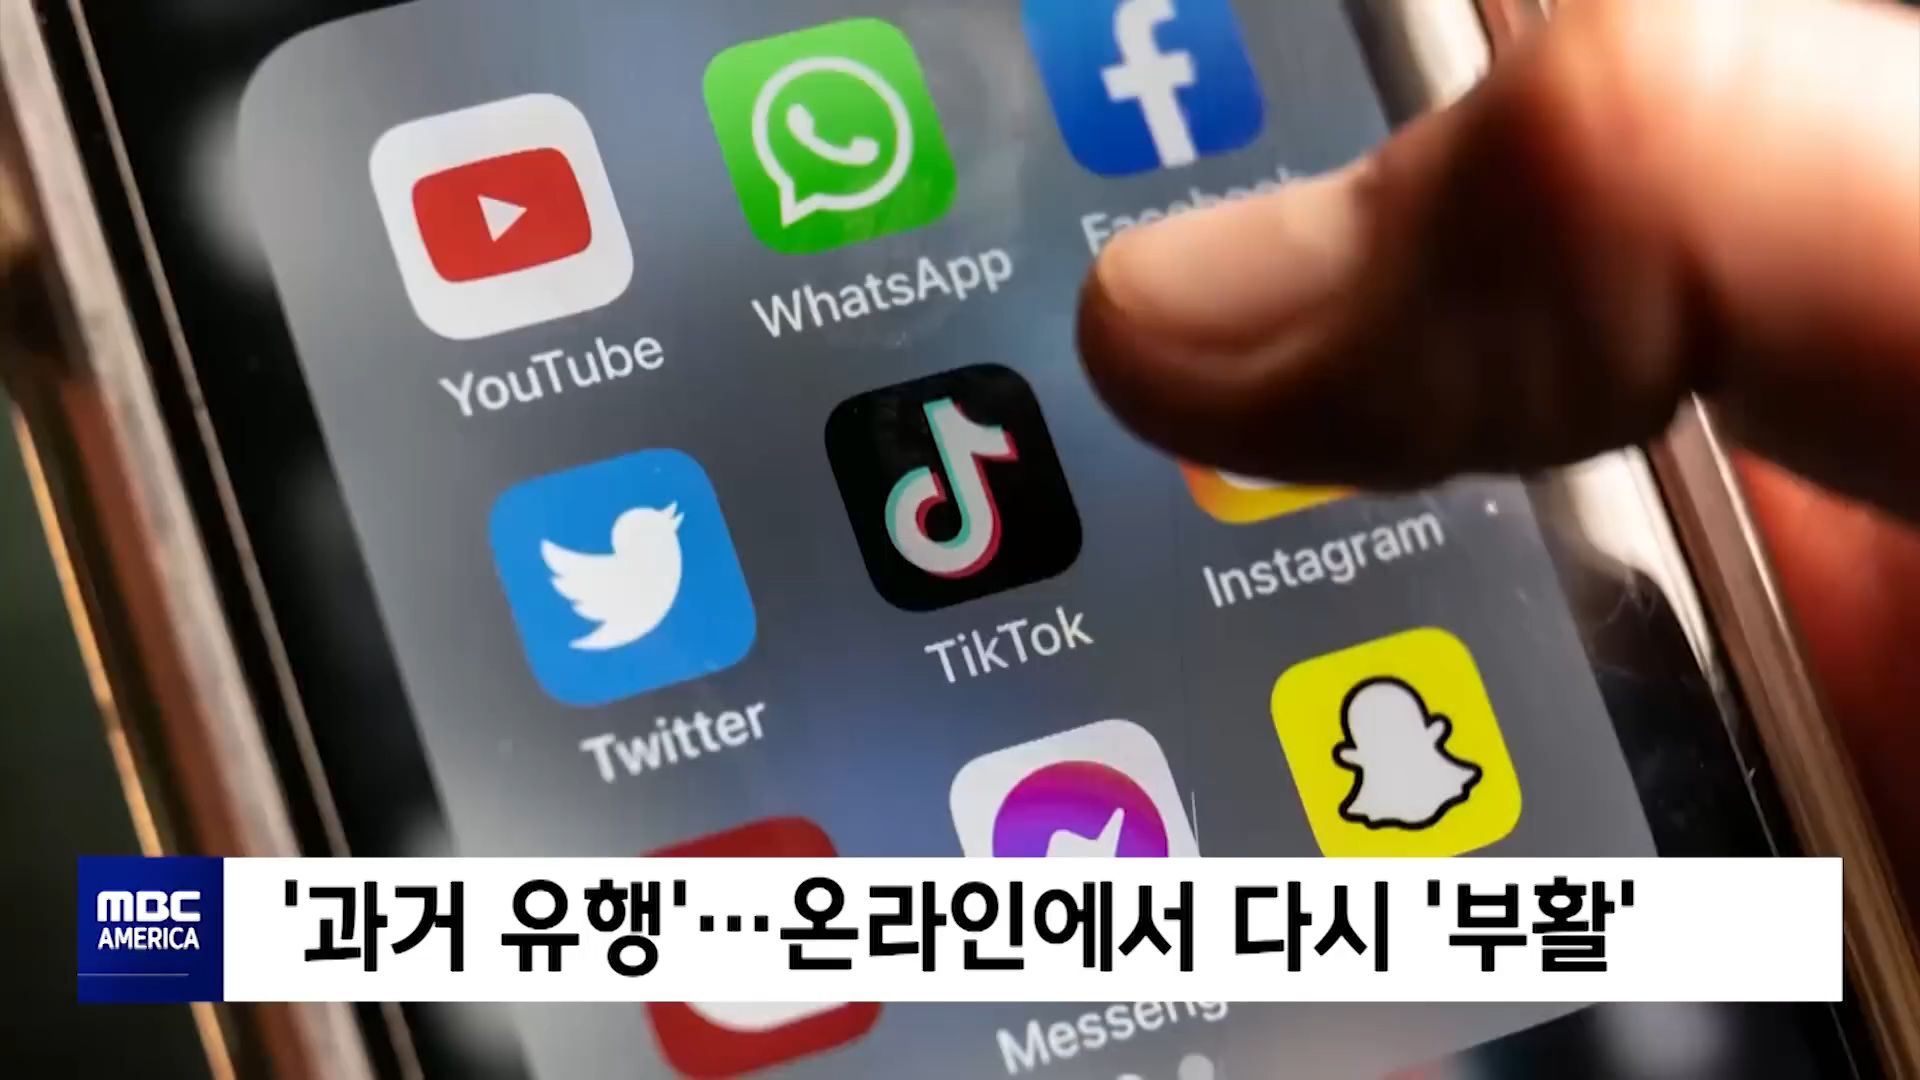 YouTube
WhatsApp
Facebook
Twitter
TikTok
Instagram
MBC
AMERICA
'과거 유행'…온라인에서 다시 '부활'